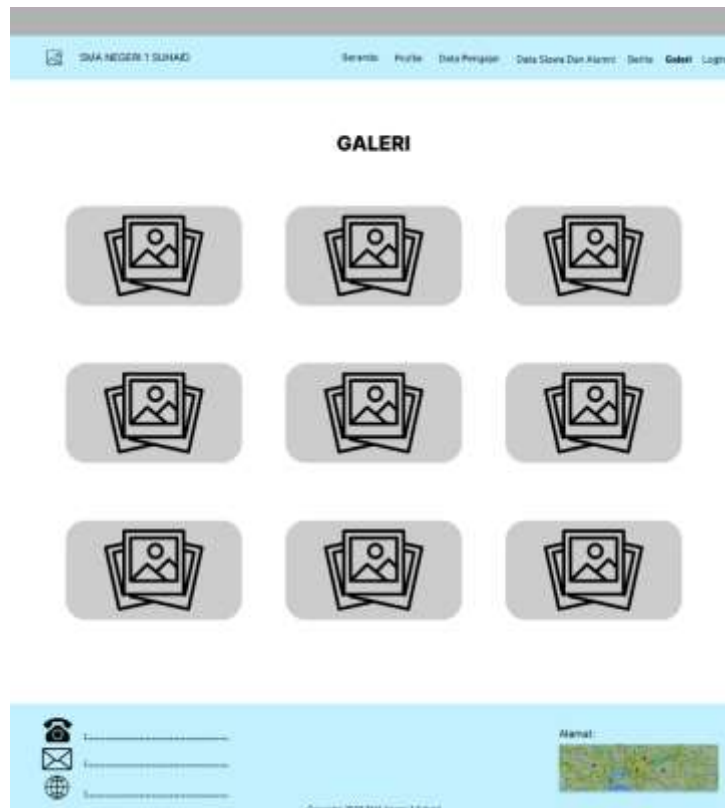 SMA NEGERI 1 SUHAID
Beranda Profile Data Pengajar Data Siswa Dan Alumni Berita Galeri Login
GALERI
:
Alamat:
:
: